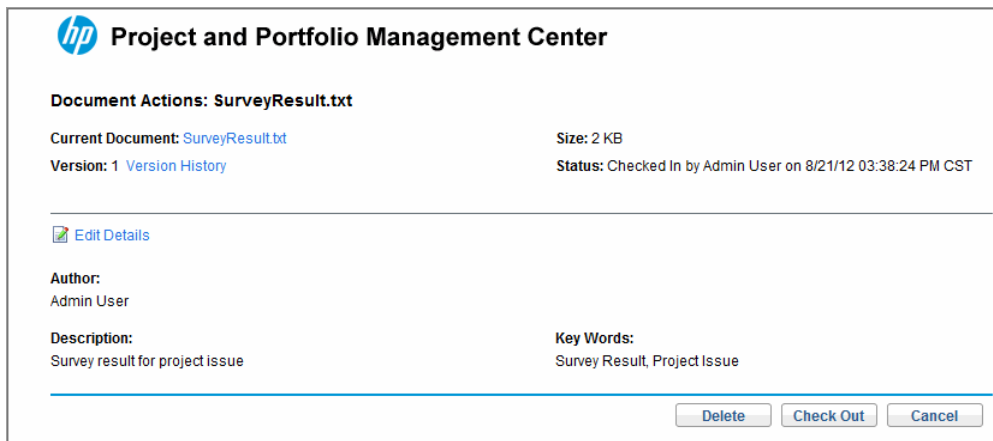 hp Project and Portfolio Management Center
Document Actions: SurveyResult.txt
Current Document: SurveyResult.txt Size: 2 KB
Version: 1 Version History Status: Checked In by Admin User on 8/21/12 03:38:24 PM CST
Edit Details
Author:
Admin User
Description: Key Words:
Survey result for project issue Survey Result, Project Issue
Delete Check Out Cancel